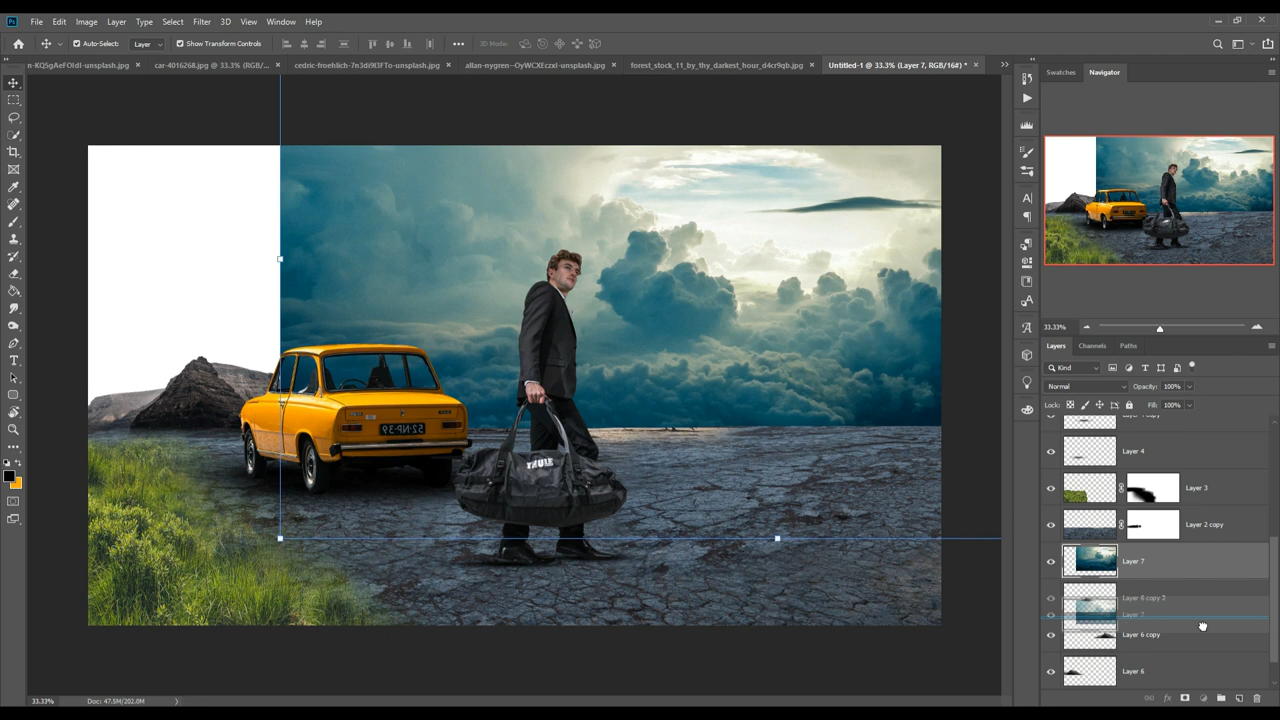 Ps File Edit Image Layer Type Select Filter 3D View Window Help
Auto-Select: Layer Show Transform Controls 3D Mode:
n-KQ5gAeFOIdI-unsplash.jpg car-4016268.jpg @ 33.3% (RGB/... cedric-froehlich-7n3di9I3FTo-unsplash.jpg allan-nygren--OyWCXEczxI-unsplash.jpg forest_stock_11_by_thy_darkest_hour_d4cr9qb.jpg Untitled-1 @ 33.3% (Layer 7, RGB/16#) *
Swatches Navigator
THULE
33.33%
Layers Channels Paths
Kind
Normal Opacity: 100%
Lock: Fill: 100%
Layer 4
Layer 3
Layer 2 copy
Layer 7
Layer 6 copy 2
Layer 7
Layer 6 copy
Layer 6
33.33% Doc: 47.5M/202.0M